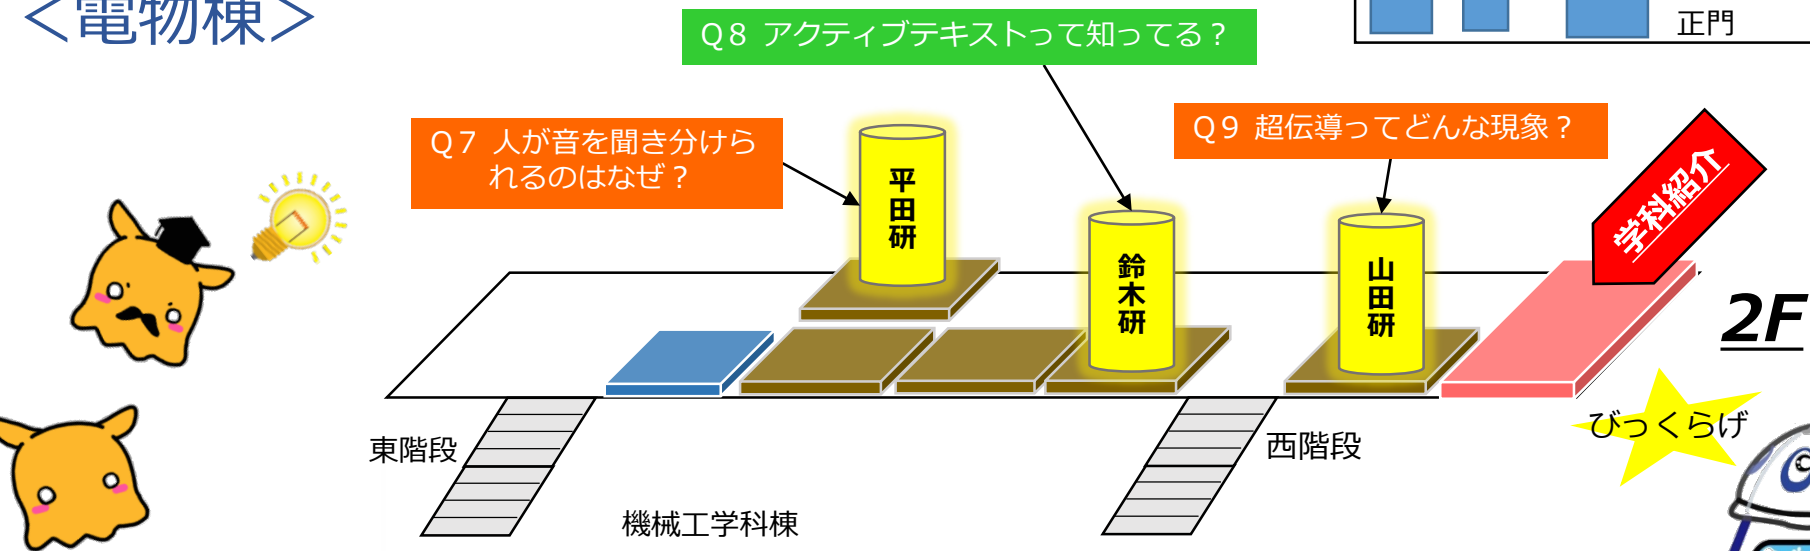 ＜電物棟＞
正門
Q８ アクティブテキストって知ってる？
Q７ 人が音を聞き分けら
れるのはなぜ？
Q９ 超伝導ってどんな現象？
学科紹介
平田研
鈴木研
山田研
2F
びっくらげ
東階段
西階段
機械工学科棟